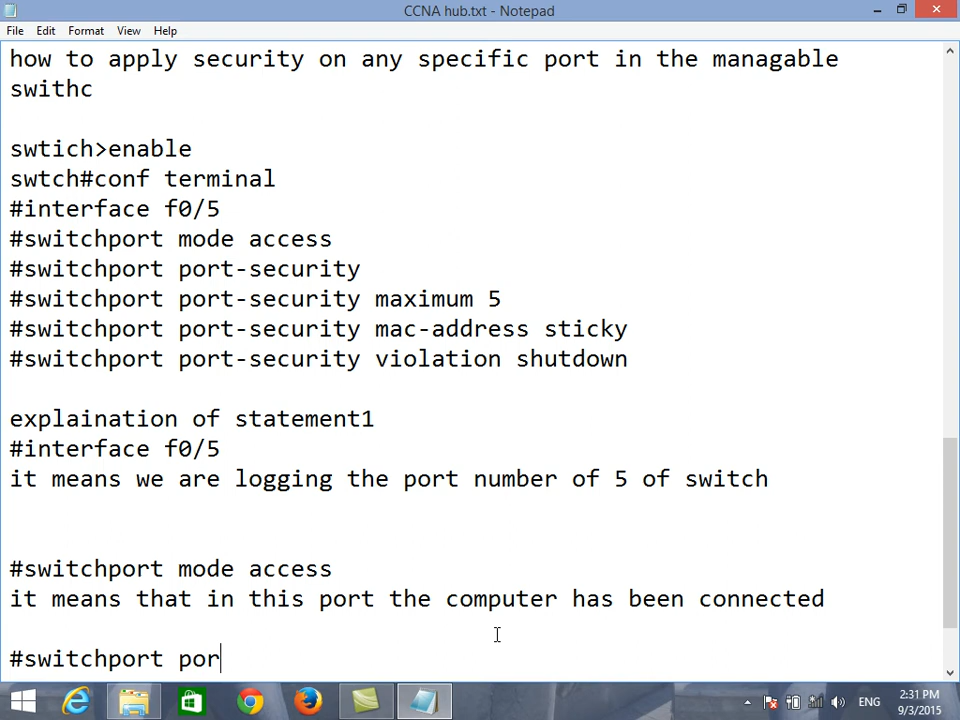 CCNA hub.txt - Notepad
File Edit Format View Help
how to apply security on any specific port in the managable
swithc
swtich>enable
swtch#conf terminal
#interface f0/5
#switchport mode access
#switchport port-security
#switchport port-security maximum 5
#switchport port-security mac-address sticky
#switchport port-security violation shutdown
explaination of statement1
#interface f0/5
it means we are logging the port number of 5 of switch
#switchport mode access
it means that in this port the computer has been connected
#switchport por
ENG
2:31 PM
9/3/2015